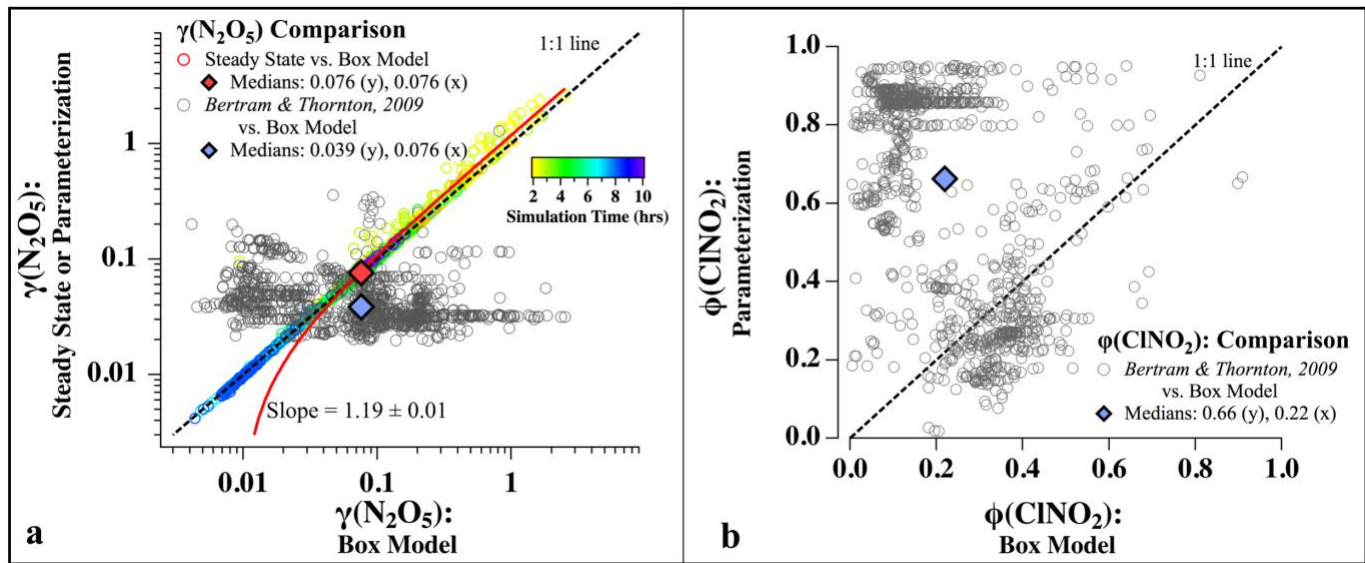 γ(N₂O₅) Comparison
Steady State vs. Box Model
Medians: 0.076 (y), 0.076 (x)
Bertram & Thornton, 2009
vs. Box Model
Medians: 0.039 (y), 0.076 (x)
1:1 line
2 4 6 8 10
Simulation Time (hrs)
γ(N₂O₅):
Steady State or Parameterization
1
0.1
0.01
Slope = 1.19 ± 0.01
0.01 0.1 1
γ(N₂O₅):
Box Model
a
1.0
0.8
0.6
0.4
0.2
0.0
ϕ(ClNO₂):
Parameterization
1:1 line
φ(ClNO₂): Comparison
Bertram & Thornton, 2009
vs. Box Model
Medians: 0.66 (y), 0.22 (x)
0.0 0.2 0.4 0.6 0.8 1.0
ϕ(ClNO₂):
Box Model
b